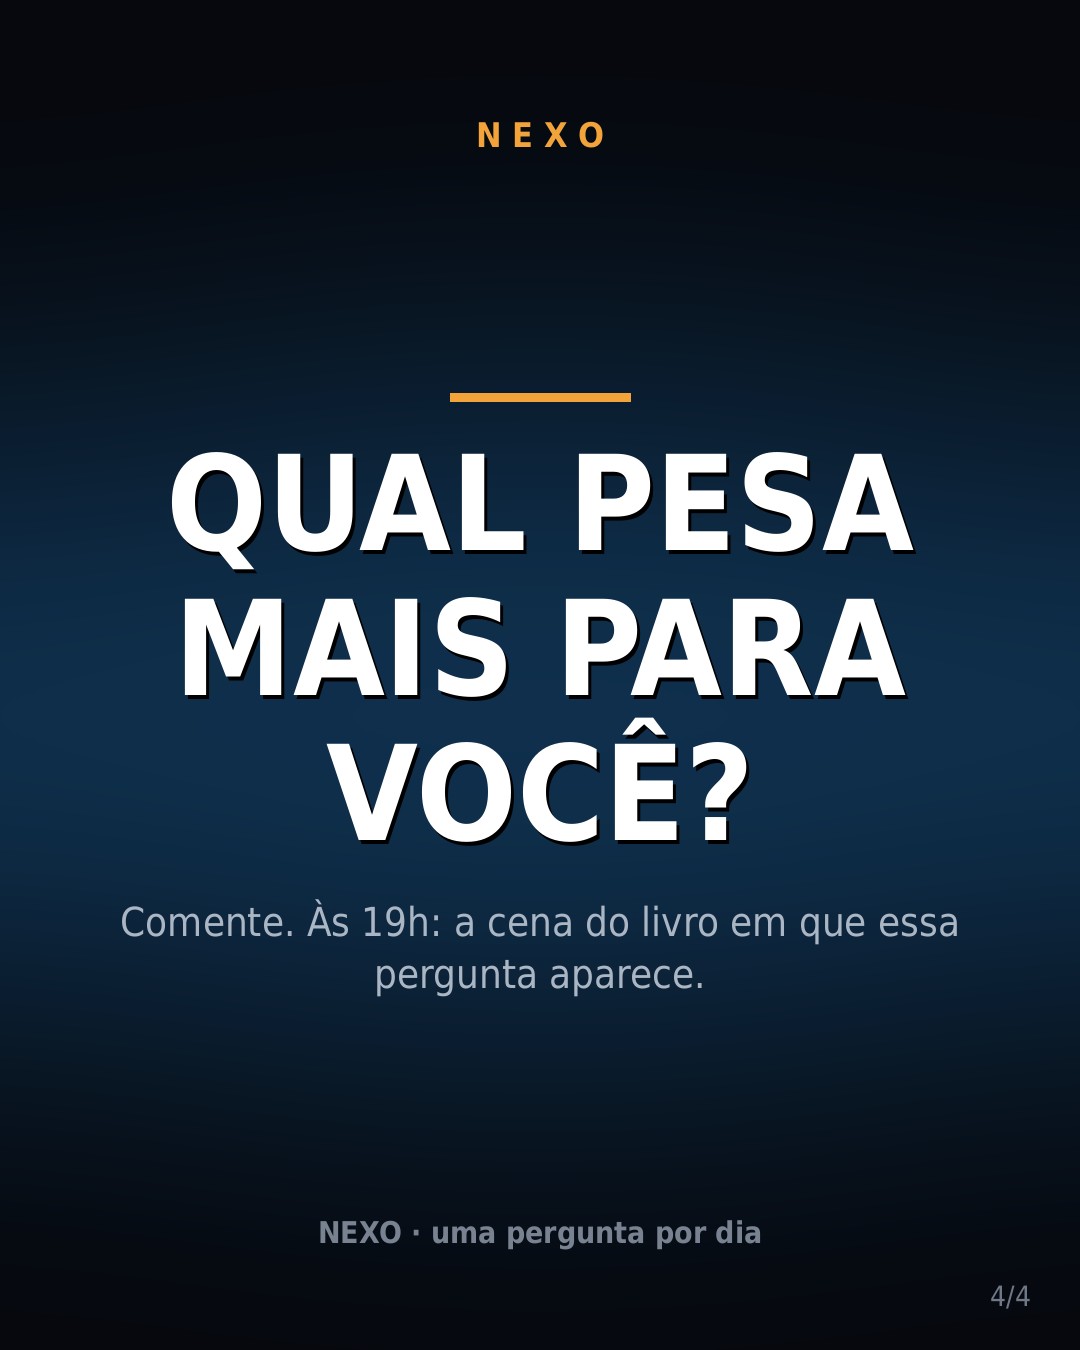 NEXO
QUAL PESA
MAIS PARA
VOCÊ?
Comente. Às 19h: a cena do livro em que essa
pergunta aparece.
NEXO · uma pergunta por dia
4/4